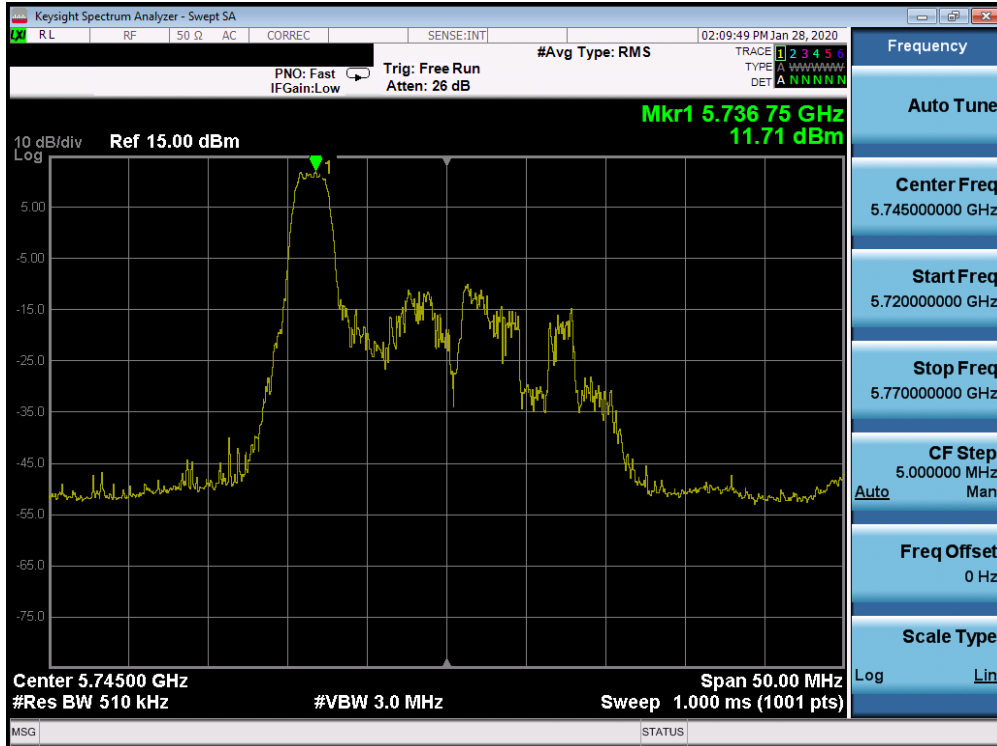 Keysight Spectrum Analyzer - Swept SA
LXI RL RF 50 Ω AC CORREC SENSE:INT 02:09:49 PM Jan 28, 2020
Frequency
#Avg Type: RMS TRACE 1 2 3 4 5 6
PNO: Fast Trig: Free Run TYPE A WWWWW
IFGain:Low Atten: 26 dB DET A N N N N N
Auto Tune
Mkr1 5.736 75 GHz
11.71 dBm
10 dB/div Ref 15.00 dBm
Log
1
5.00
-5.00
-15.0
-25.0
-35.0
-45.0
-55.0
-65.0
-75.0
Center 5.74500 GHz Span 50.00 MHz
#Res BW 510 kHz #VBW 3.0 MHz Sweep 1.000 ms (1001 pts)
Center Freq
5.745000000 GHz
Start Freq
5.720000000 GHz
Stop Freq
5.770000000 GHz
CF Step
5.000000 MHz
Auto Man
Freq Offset
0 Hz
Scale Type
Log Lin
MSG STATUS